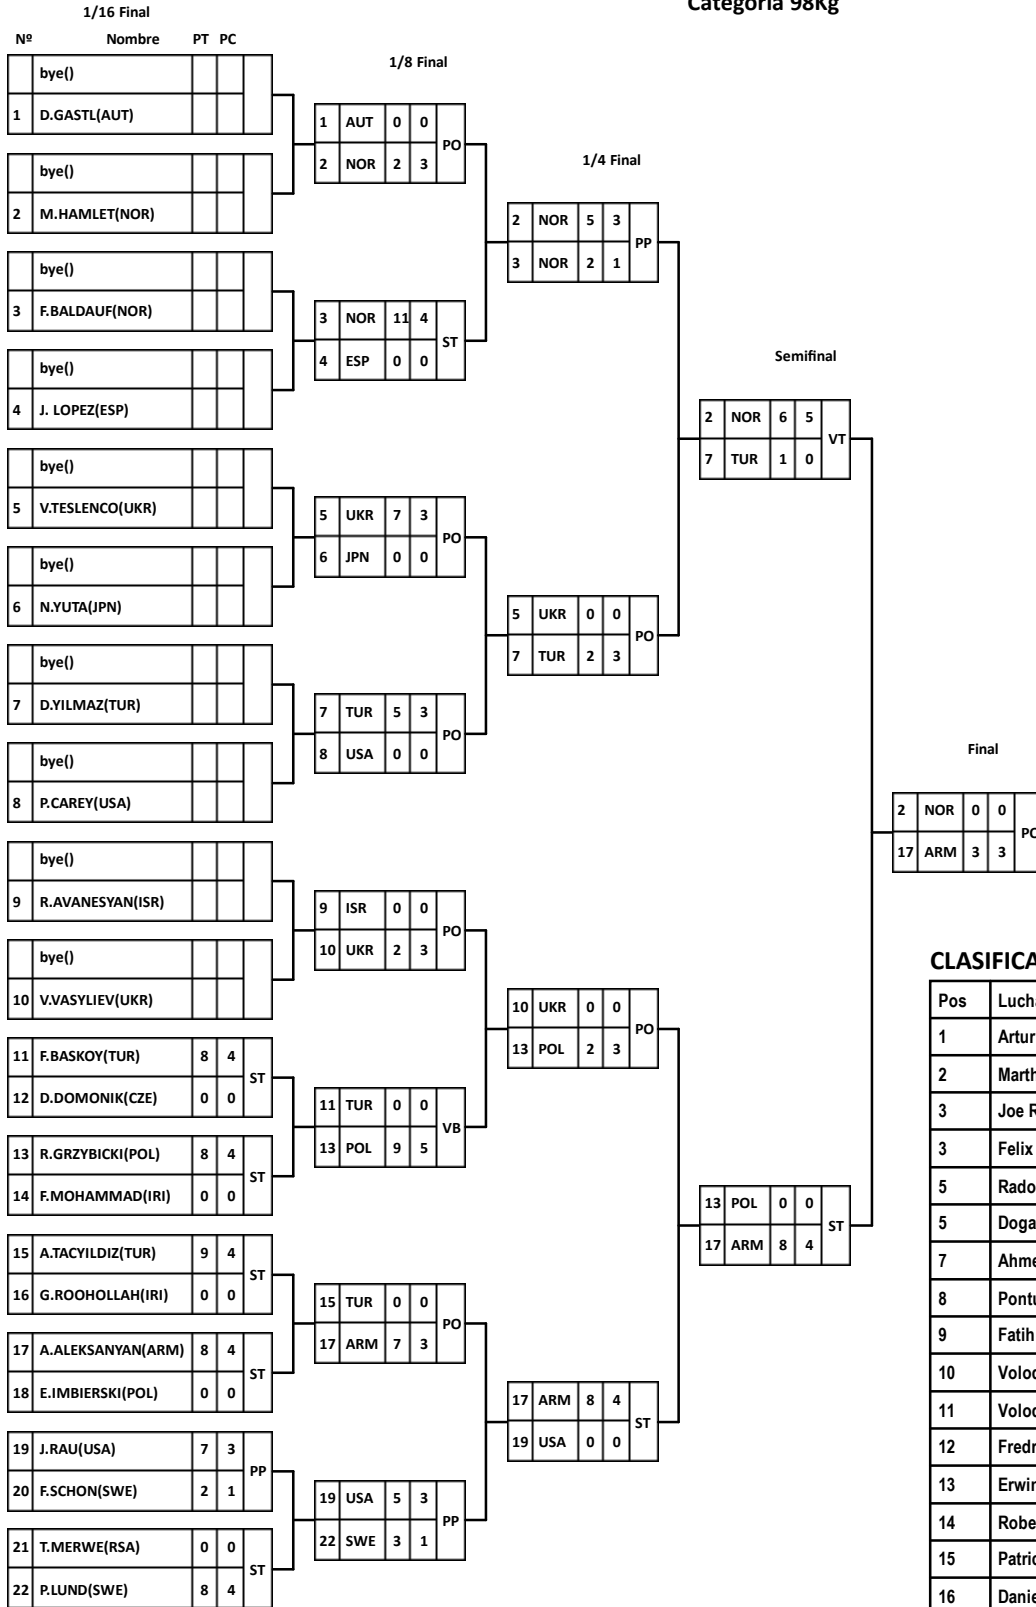 Categoría 98Kg
1/16 Final
Nº Nombre PT PC
bye()
1 D.GASTL(AUT)
bye()
2 M.HAMLET(NOR)
bye()
3 F.BALDAUF(NOR)
bye()
4 J. LOPEZ(ESP)
bye()
5 V.TESLENCO(UKR)
bye()
6 N.YUTA(JPN)
bye()
7 D.YILMAZ(TUR)
bye()
8 P.CAREY(USA)
bye()
9 R.AVANESYAN(ISR)
bye()
10 V.VASYLIEV(UKR)
11 F.BASKOY(TUR) 8 4
ST
12 D.DOMONIK(CZE) 0 0
13 R.GRZYBICKI(POL) 8 4
ST
14 F.MOHAMMAD(IRI) 0 0
15 A.TACYILDIZ(TUR) 9 4
ST
16 G.ROOHOLLAH(IRI) 0 0
17 A.ALEKSANYAN(ARM) 8 4
ST
18 E.IMBIERSKI(POL) 0 0
19 J.RAU(USA) 7 3
PP
20 F.SCHON(SWE) 2 1
21 T.MERWE(RSA) 0 0
ST
22 P.LUND(SWE) 8 4
1/8 Final
1 AUT 0 0
PO
2 NOR 2 3
3 NOR 11 4
ST
4 ESP 0 0
5 UKR 7 3
PO
6 JPN 0 0
7 TUR 5 3
PO
8 USA 0 0
9 ISR 0 0
PO
10 UKR 2 3
11 TUR 0 0
VB
13 POL 9 5
15 TUR 0 0
PO
17 ARM 7 3
19 USA 5 3
PP
22 SWE 3 1
1/4 Final
2 NOR 5 3
PP
3 NOR 2 1
5 UKR 0 0
PO
7 TUR 2 3
10 UKR 0 0
PO
13 POL 2 3
17 ARM 8 4
ST
19 USA 0 0
Semifinal
2 NOR 6 5
VT
7 TUR 1 0
13 POL 0 0
ST
17 ARM 8 4
Final
2 NOR 0 0
PO
17 ARM 3 3
Pos
1 Artur
2
3 Joe
3 Felix
5
5
7
8
9 Fatih
10
11
12
13
14
15
16